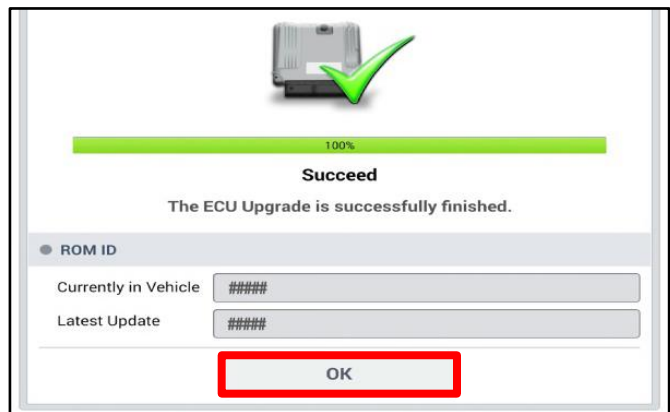 100%
Succeed
The ECU Upgrade is successfully finished.
ROM ID
Currently in Vehicle #####
Latest Update #####
OK